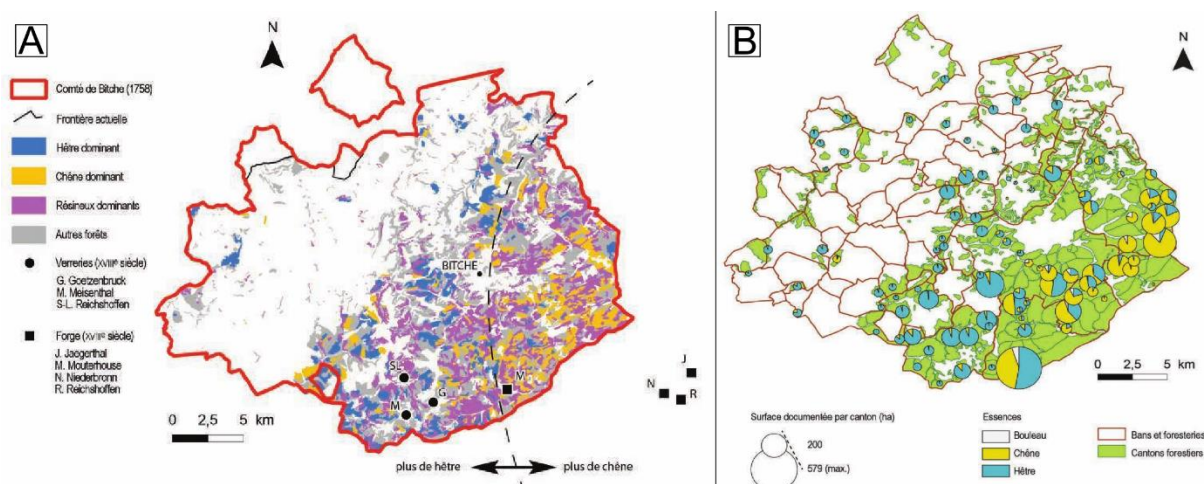 A
N
Comté de Bitche (1758)
Frontière actuelle
Hêtre dominant
Chêne dominant
Résineux dominants
Autres forêts
Verreries (XVIIIᵉ siècle)
G. Goetzenbruck
M. Meisenthal
S-L. Reichshoffen
Forge (XVIIIᵉ siècle)
J. Jaegerthal
M. Mouterhouse
N. Niederbronn
R. Reichshoffen
BITCHE
SL
G
M
M
J
N
R
0 2,5 5
km
plus de hêtre
plus de chêne
B
N
0 2.5 5
km
Surface documentée par canton (ha)
200
579 (max.)
Essences
Bouleau
Chêne
Hêtre
Bans et foresteries
Cantons forestiers